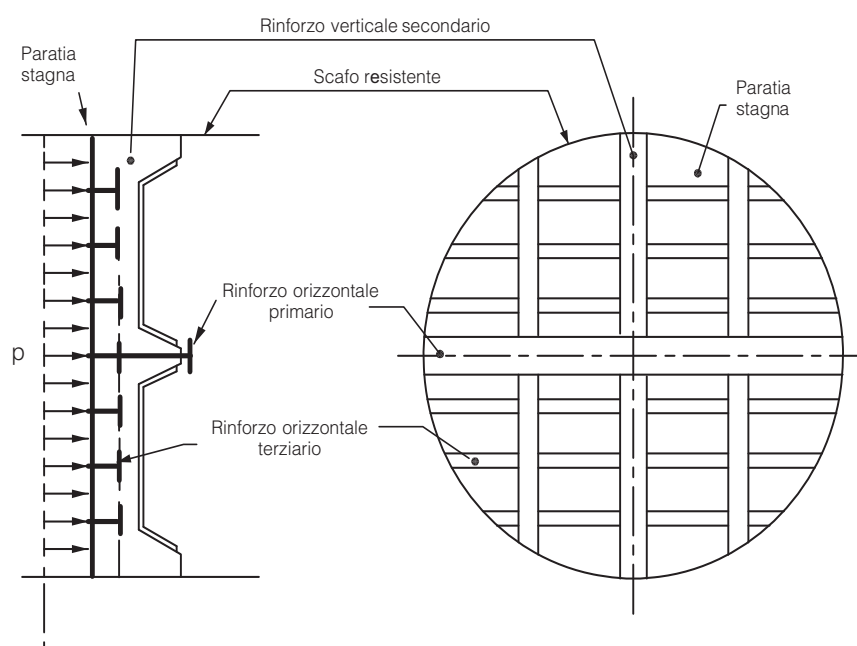 Rinforzo verticale secondario
Paratia
stagna
Scafo resistente
Paratia
stagna
Rinforzo orizzontale
primario
p
Rinforzo orizzontale
terziario